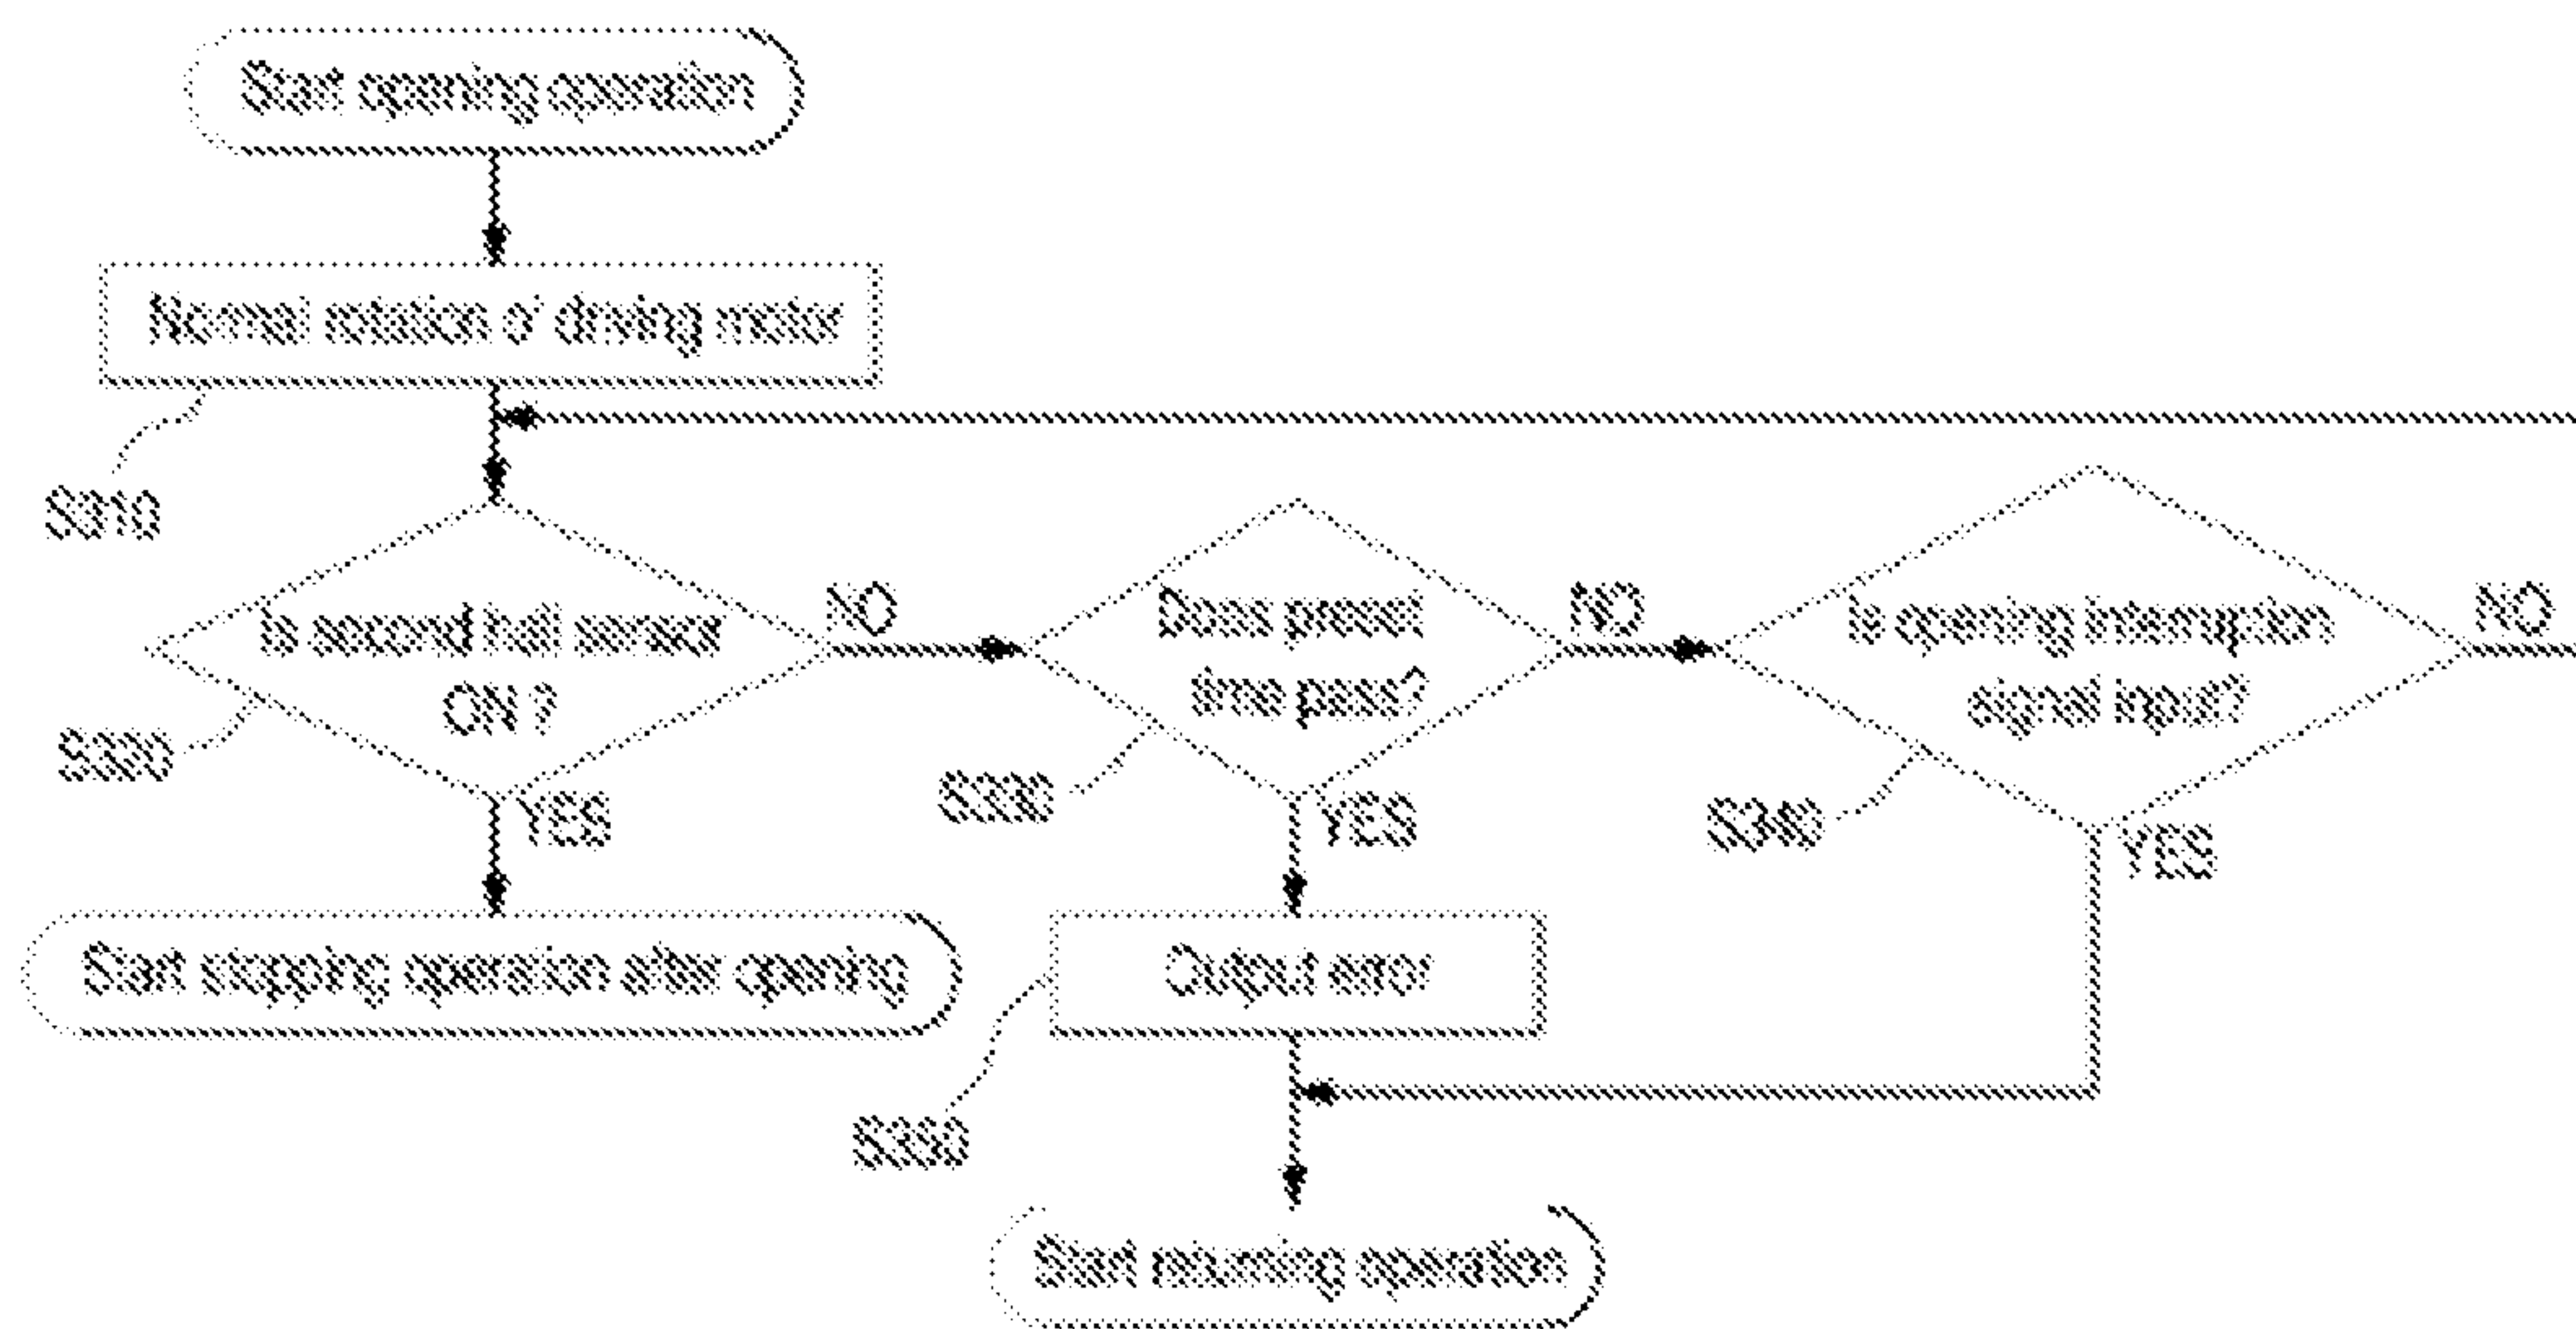 Start opening operation
Normal rotation of driving motor
S310
Is second hall sensor
ON ?
NO
S320
YES
Does preset
time pass?
NO
S330
YES
Is opening interruption
signal input?
NO
S340
YES
Start stopping operation after opening
Output error
S350
Start returning operation